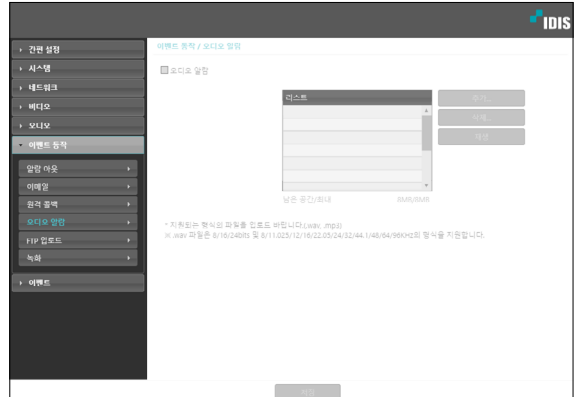 IDIS
간편 설정
시스템
네트워크
비디오
오디오
이벤트 동작
알람 아웃
이메일
원격 콜백
오디오 알람
FTP 업로드
녹화
이벤트
이벤트 동작 / 오디오 알람
오디오 알람
리스트
추가...
삭제...
재생
남은 공간/최대 8MB/8MB
* 지원되는 형식의 파일을 업로드 바랍니다.(.wav, .mp3)
※ .wav 파일은 8/16/24bits 및 8/11.025/12/16/22.05/24/32/44.1/48/64/96KHz의 형식을 지원합니다.
저장